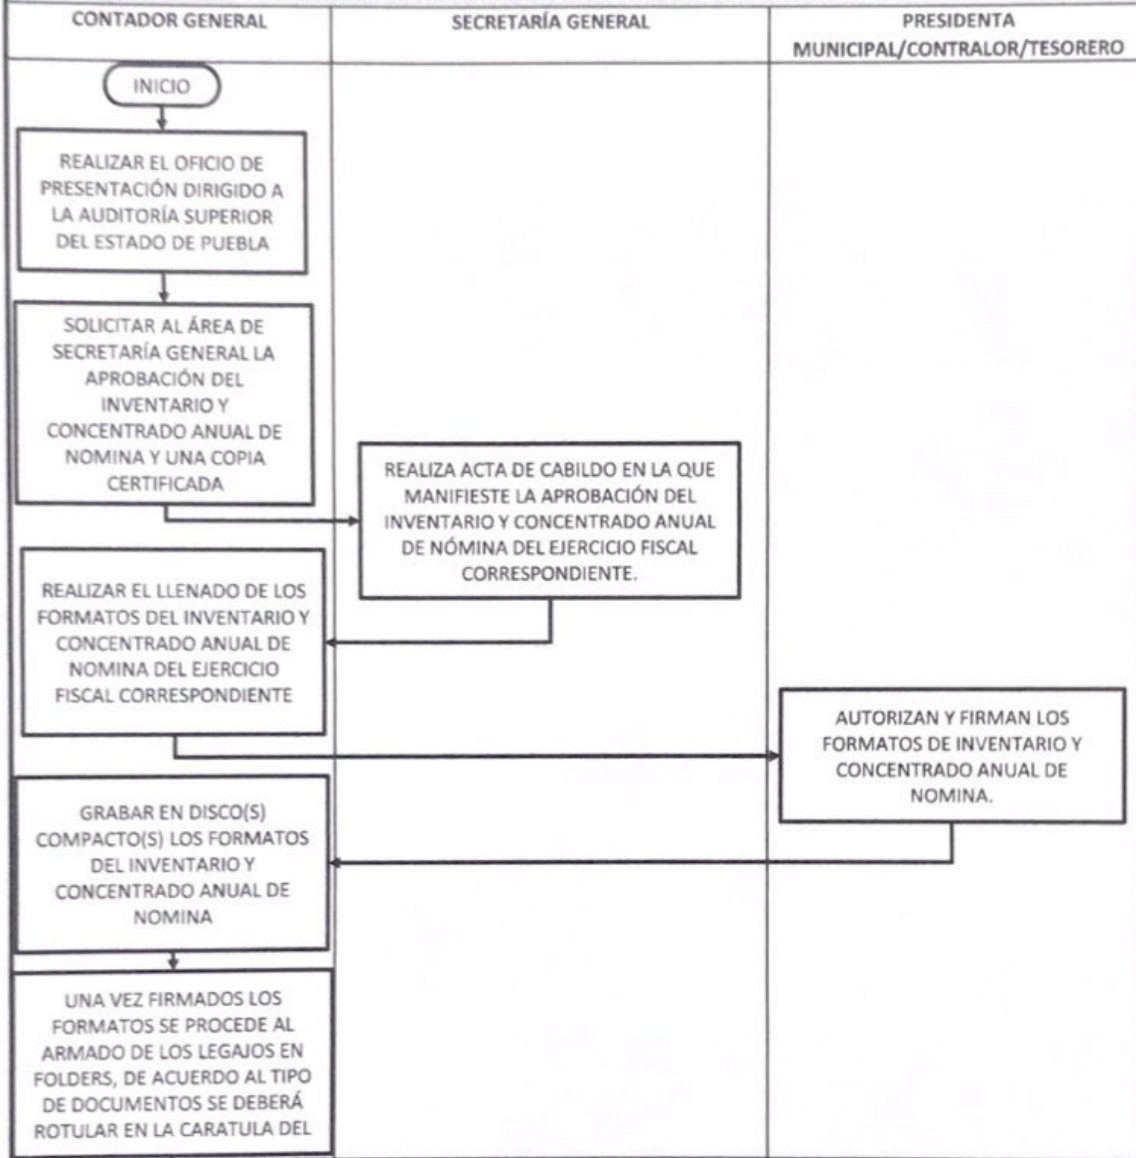 CONTADOR GENERAL
SECRETARÍA GENERAL
PRESIDENTA
MUNICIPAL/CONTRALOR/TESORERO
INICIO
REALIZAR EL OFICIO DE
PRESENTACIÓN DIRIGIDO A
LA AUDITORÍA SUPERIOR
DEL ESTADO DE PUEBLA
SOLICITAR AL ÁREA DE
SECRETARÍA GENERAL LA
APROBACIÓN DEL
INVENTARIO Y
CONCENTRADO ANUAL DE
NOMINA Y UNA COPIA
CERTIFICADA
REALIZA ACTA DE CABILDO EN LA QUE
MANIFIESTE LA APROBACIÓN DEL
INVENTARIO Y CONCENTRADO ANUAL
DE NÓMINA DEL EJERCICIO FISCAL
CORRESPONDIENTE.
REALIZAR EL LLENADO DE LOS
FORMATOS DEL INVENTARIO Y
CONCENTRADO ANUAL DE
NOMINA DEL EJERCICIO
FISCAL CORRESPONDIENTE
AUTORIZAN Y FIRMAN LOS
FORMATOS DE INVENTARIO Y
CONCENTRADO ANUAL DE
NOMINA.
GRABAR EN DISCO(S)
COMPACTO(S) LOS FORMATOS
DEL INVENTARIO Y
CONCENTRADO ANUAL DE
NOMINA
UNA VEZ FIRMADOS LOS
FORMATOS SE PROCEDE AL
ARMADO DE LOS LEGAJOS EN
FOLDERS, DE ACUERDO AL TIPO
DE DOCUMENTOS SE DEBERÁ
ROTULAR EN LA CARATULA DEL